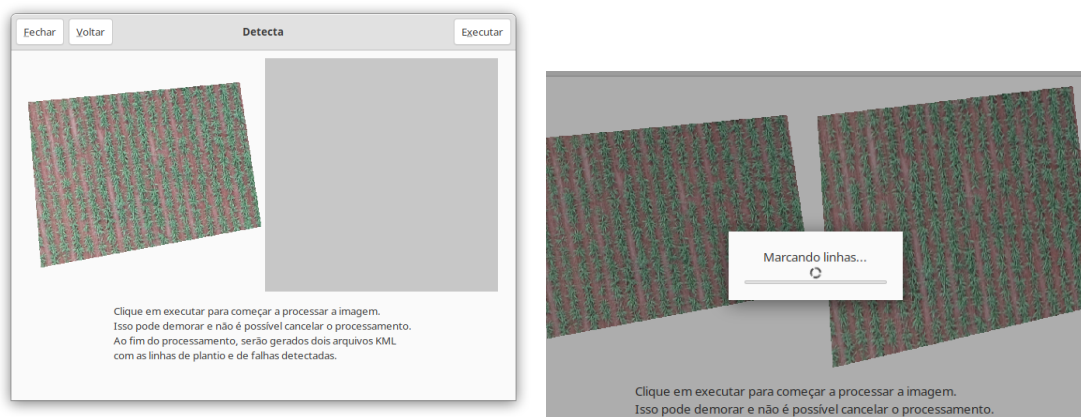 Fechar
Voltar
Detecta
Executar
Clique em executar para começar a processar a imagem.
Isso pode demorar e não é possível cancelar o processamento.
Ao fim do processamento, serão gerados dois arquivos KML
com as linhas de plantio e de falhas detectadas.
Marcando linhas...
Clique em executar para começar a processar a imagem.
Isso pode demorar e não é possível cancelar o processamento.